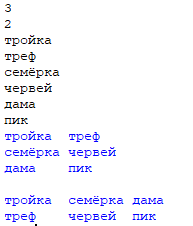 3
2
тройка
треф
семёрка
червей
дама
пик
тройка треф
семёрка червей
дама пик

тройка семёрка дама
треф червей пик